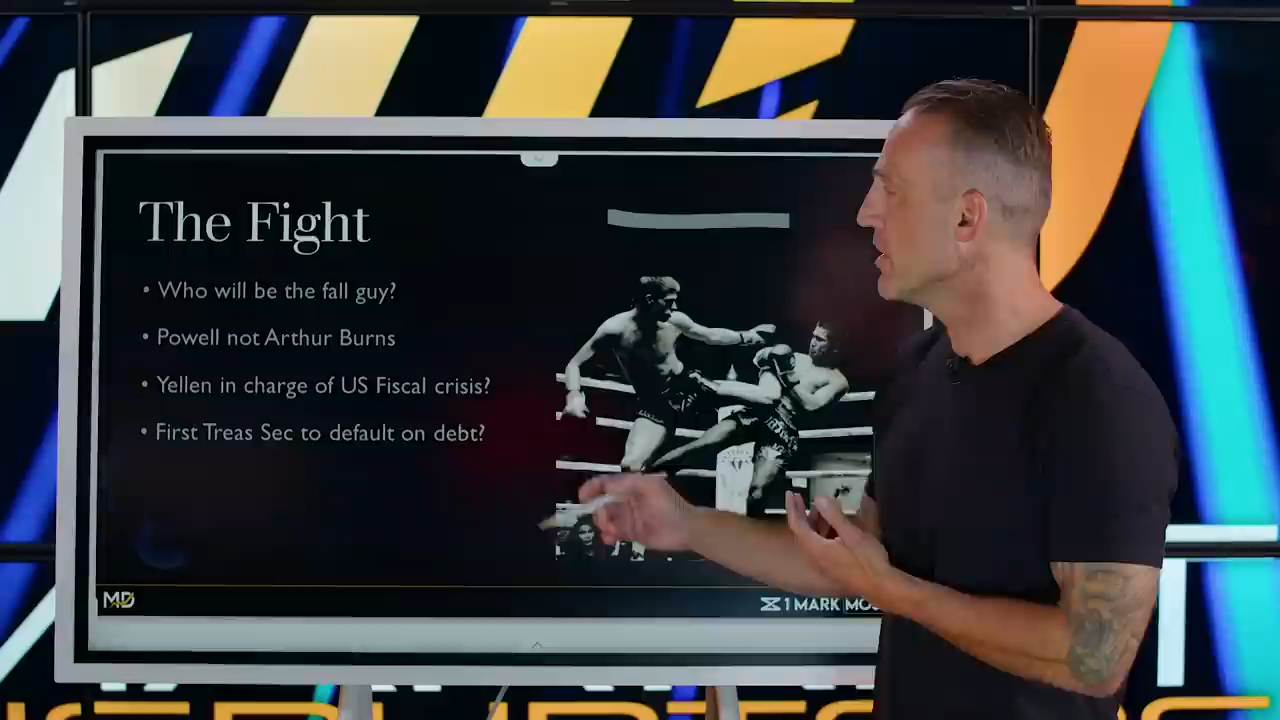 The Fight
• Who will be the fall guy?
• Powell not Arthur Burns
• Yellen in charge of US Fiscal crisis?
• First Treas Sec to default on debt?
MD
1 MARK